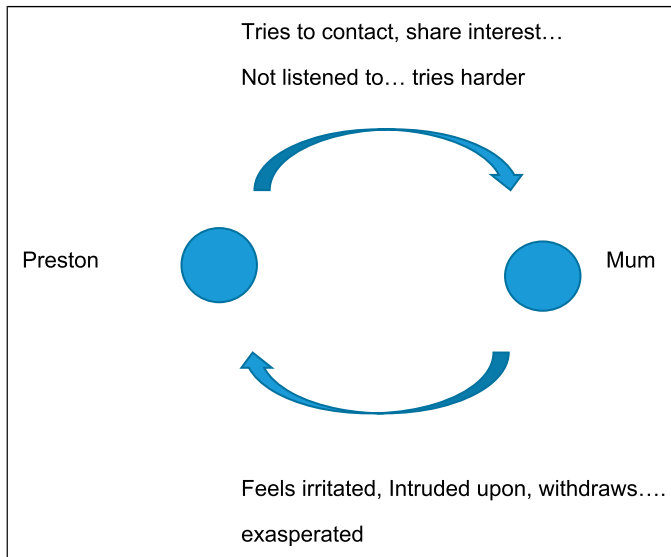 Tries to contact, share interest…
Not listened to… tries harder
Preston
Mum
Feels irritated, Intruded upon, withdraws….
exasperated